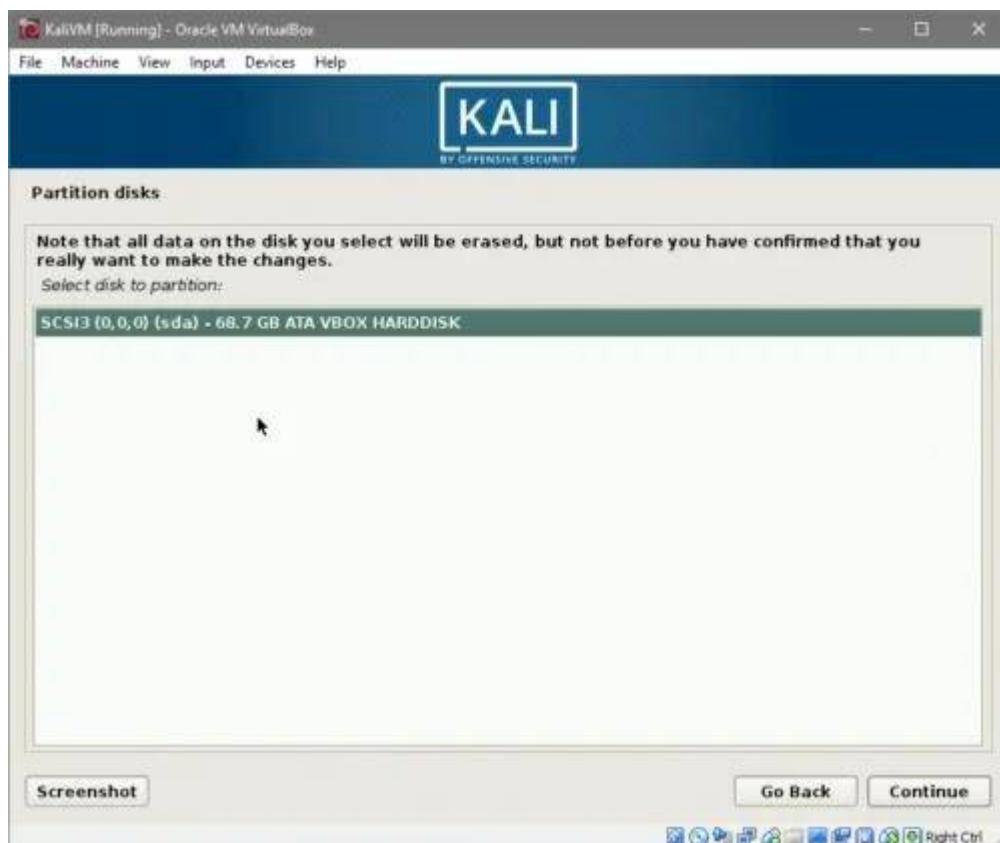 KaliVM [Running] - Oracle VM VirtualBox
File Machine View Input Devices Help
KALI
BY OFFENSIVE SECURITY
Partition disks
Note that all data on the disk you select will be erased, but not before you have confirmed that you
really want to make the changes.
Select disk to partition:
SCSI3 (0,0,0) (sda) - 68.7 GB ATA VBOX HARDDISK
Screenshot Go Back Continue
Right Ctrl